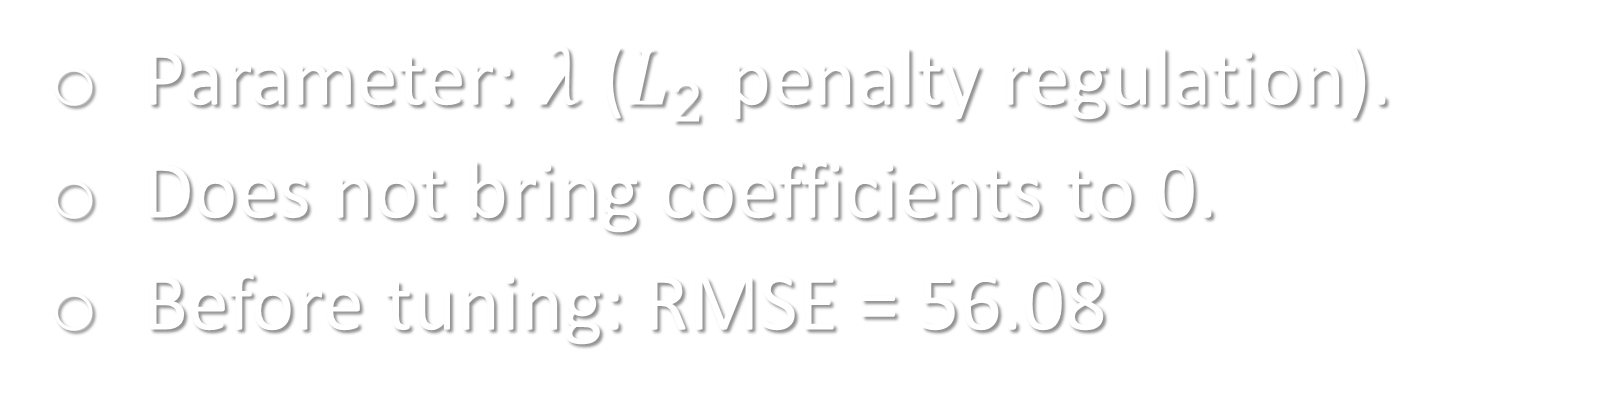 o Parameter: λ (L₂ penalty regulation).
o Does not bring coefficients to 0.
o Before tuning: RMSE = 56.08